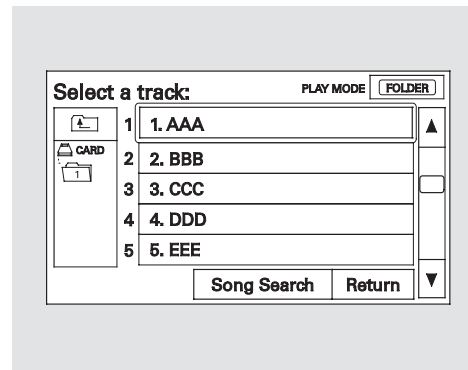 Select a track:
PLAY MODE FOLDER
1 1. AAA
CARD
2 2. BBB
1
3 3. CCC
4 4. DDD
5 5. EEE
Song Search Return